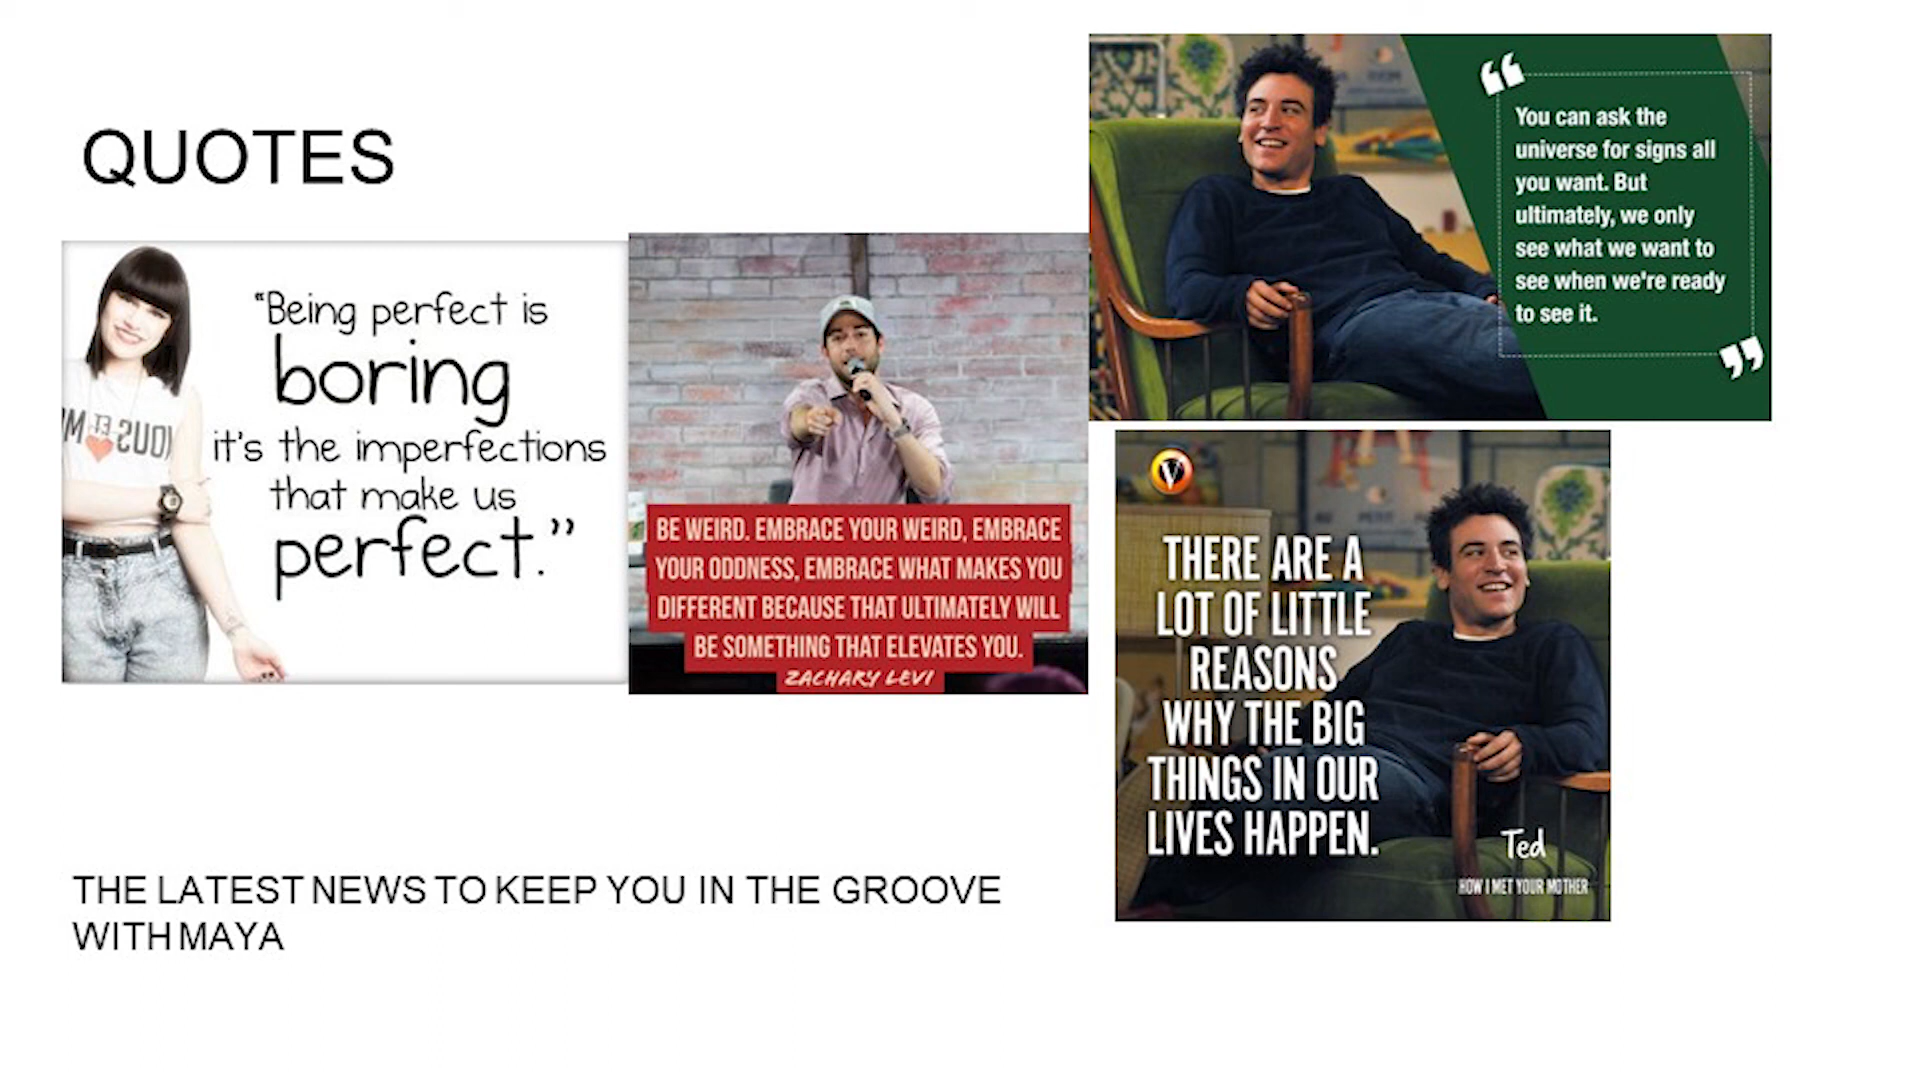 QUOTES
“Being perfect is
boring
it's the imperfections
that make us
perfect.”
BE WEIRD. EMBRACE YOUR WEIRD, EMBRACE
YOUR ODDNESS, EMBRACE WHAT MAKES YOU
DIFFERENT BECAUSE THAT ULTIMATELY WILL
BE SOMETHING THAT ELEVATES YOU.
ZACHARY LEVI
“
You can ask the
universe for signs all
you want. But
ultimately, we only
see what we want to
see when we're ready
to see it.
”
V
THERE ARE A
LOT OF LITTLE
REASONS
WHY THE BIG
THINGS IN OUR
LIVES HAPPEN.
Ted
HOW I MET YOUR MOTHER
THE LATEST NEWS TO KEEP YOU IN THE GROOVE
WITH MAYA